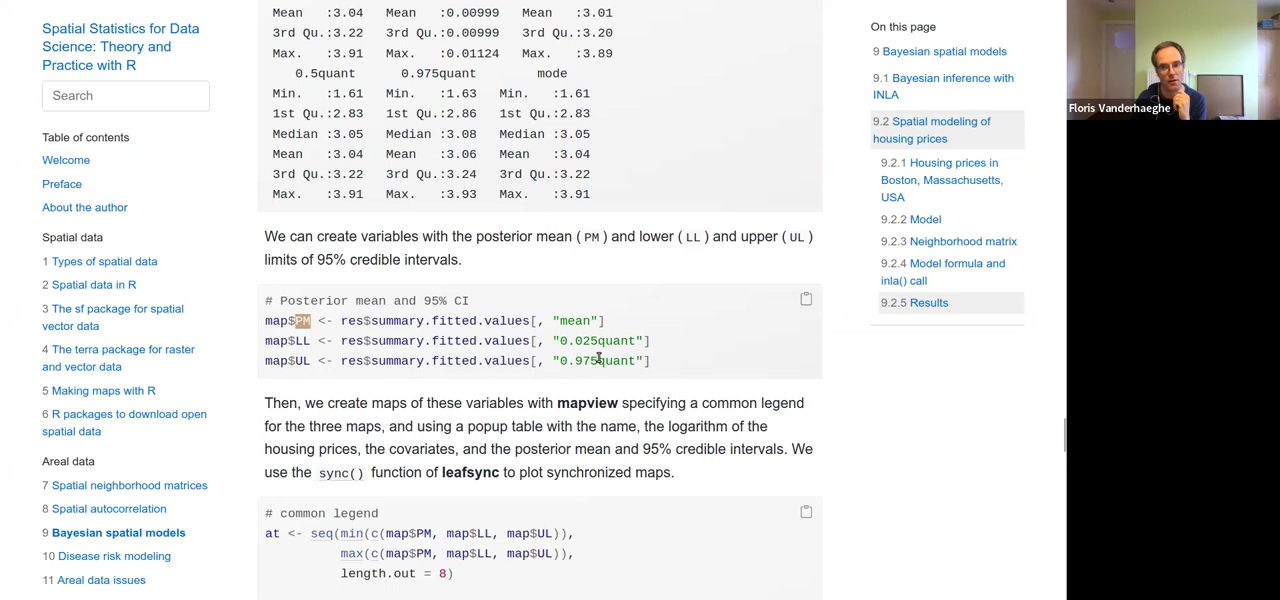 Spatial Statistics for Data
Science: Theory and
Practice with R
Search
Table of contents
Welcome
Preface
About the author
Spatial data
1 Types of spatial data
2 Spatial data in R
3 The sf package for spatial
vector data
4 The terra package for raster
and vector data
5 Making maps with R
6 R packages to download open
spatial data
Areal data
7 Spatial neighborhood matrices
8 Spatial autocorrelation
9 Bayesian spatial models
10 Disease risk modeling
11 Areal data issues
Mean :3.04 Mean :0.00999 Mean :3.01
3rd Qu.:3.22 3rd Qu.:0.00999 3rd Qu.:3.20
Max. :3.91 Max. :0.01124 Max. :3.89
0.5quant 0.975quant mode
Min. :1.61 Min. :1.63 Min. :1.61
1st Qu.:2.83 1st Qu.:2.86 1st Qu.:2.83
Median :3.05 Median :3.08 Median :3.05
Mean :3.04 Mean :3.06 Mean :3.04
3rd Qu.:3.22 3rd Qu.:3.24 3rd Qu.:3.22
Max. :3.91 Max. :3.93 Max. :3.91
We can create variables with the posterior mean ( PM ) and lower ( LL ) and upper ( UL )
limits of 95% credible intervals.
# Posterior mean and 95% CI
map$PM <- res$summary.fitted.values[, "mean"]
map$LL <- res$summary.fitted.values[, "0.025quant"]
map$UL <- res$summary.fitted.values[, "0.975quant"]
Then, we create maps of these variables with mapview specifying a common legend
for the three maps, and using a popup table with the name, the logarithm of the
housing prices, the covariates, and the posterior mean and 95% credible intervals. We
use the sync() function of leafsync to plot synchronized maps.
# common legend
at <- seq(min(c(map$PM, map$LL, map$UL)),
max(c(map$PM, map$LL, map$UL)),
length.out = 8)
On this page
9 Bayesian spatial models
9.1 Bayesian inference with
INLA
9.2 Spatial modeling of
housing prices
9.2.1 Housing prices in
Boston, Massachusetts,
USA
9.2.2 Model
9.2.3 Neighborhood matrix
9.2.4 Model formula and
inla() call
9.2.5 Results
Floris Vanderhaeghe